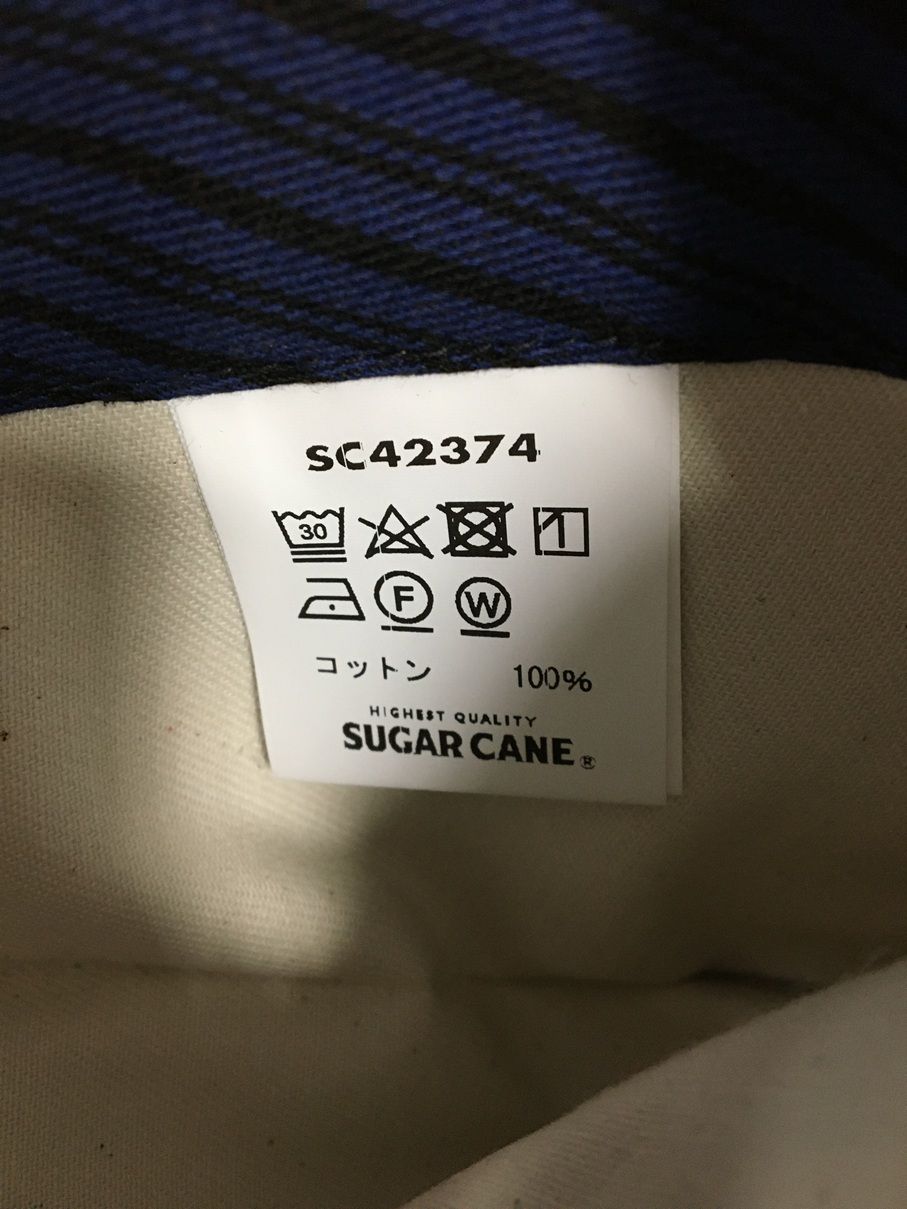 SC42374
30
F W
コットン 100%
HIGHEST QUALITY
SUGAR CANE®